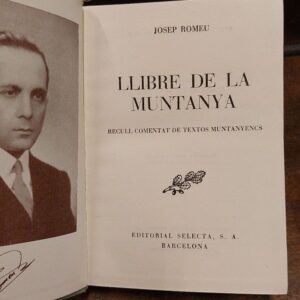 JOSEP ROMEU
LLIBRE DE LA
MUNTANYA
RECULL COMENTAT DE TEXTOS MUNTANYENCS
EDITORIAL SELECTA, S. A.
BARCELONA